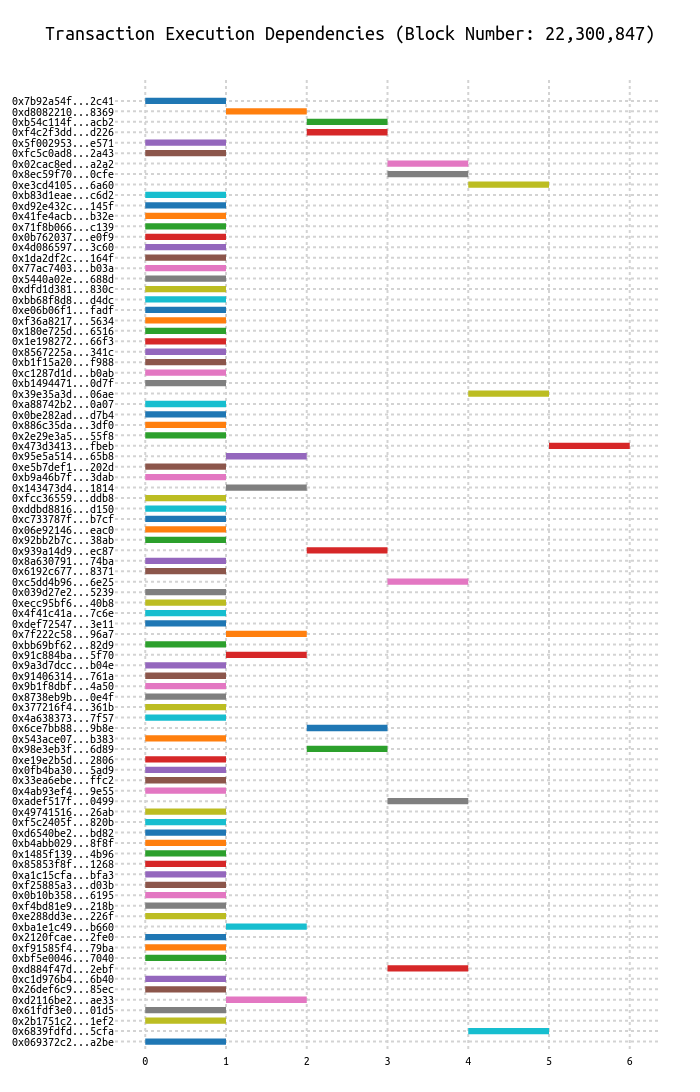 Transaction Execution Dependencies (Block Number: 22,300,847)
0x7b92a54f...2c41
0xd8082210...8369
0xb54c114f...acb2
0xf4c2f3dd...d226
0x5f002953...e571
0xfc5c0ad8...2a43
0x02cac8ed...a2a2
0x8ec59f70...0cfe
0xe3cd4105...6a60
0xb83d1eae...c6d2
0xd92e432c...145f
0x41fe4acb...b32e
0x71f8b066...c139
0x0b762037...e0f9
0x4d086597...3c60
0x1da2df2c...164f
0x77ac7403...b03a
0x5440a02e...688d
0xdfd1d381...830c
0xbb68f8d8...d4dc
0xe06b06f1...fadf
0xf36a8217...5634
0x180e725d...6516
0x1e198272...66f3
0x8567225a...341c
0xb1f15a20...f988
0xc1287d1d...b0ab
0xb1494471...0d7f
0x39e35a3d...06ae
0xa88742b2...0a07
0x0be282ad...d7b4
0x886c35da...3df0
0x2e29e3a5...55f8
0x473d3413...fbeb
0x95e5a514...65b8
0xe5b7def1...202d
0xb9a46b7f...3dab
0x143473d4...1814
0xfcc36559...ddb8
0xddbd8816...d150
0xc733787f...b7cf
0x06e92146...eac0
0x92bb2b7c...38ab
0x939a14d9...ec87
0x8a630791...74ba
0x6192c677...8371
0xc5dd4b96...6e25
0x039d27e2...5239
0xecc95bf6...40b8
0x4f41c41a...7c6e
0xdef72547...3e11
0x7f222c58...96a7
0xbb69bf62...82d9
0x91c884ba...5f70
0x9a3d7dcc...b04e
0x91406314...761a
0x9b1f8dbf...4a50
0x8738eb9b...0e4f
0x377216f4...361b
0x4a638373...7f57
0x6ce7bb88...9b8e
0x543ace07...b383
0x98e3eb3f...6d89
0xe19e2b5d...2806
0x0fb4ba30...5ad9
0x33ea6ebe...ffc2
0x4ab93ef4...9e55
0xadef517f...0499
0x49741516...26ab
0xf5c2405f...820b
0xd6540be2...bd82
0xb4abb029...8f8f
0x1485f139...4b96
0x85853f8f...1268
0xa1c15cfa...bfa3
0xf25885a3...d03b
0x0b10b358...6195
0xf4bd81e9...218b
0xe288dd3e...226f
0xba1e1c49...b660
0x2120fcae...2fe0
0xf91585f4...79ba
0xbf5e0046...7040
0xd884f47d...2ebf
0xc1d976b4...6b40
0x26def6c9...85ec
0xd2116be2...ae33
0x61fdf3e0...01d5
0x2b1751c2...1ef2
0x6839fdfd...5cfa
0x069372c2...a2be
0 1 2 3 4 5 6